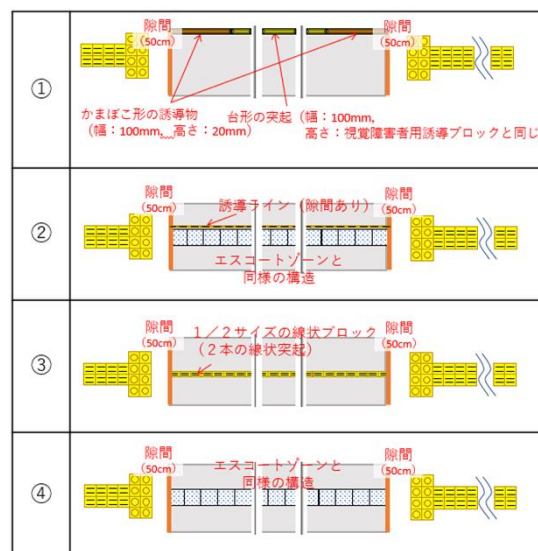 ①
隙間
(50cm)
隙間
(50cm)
かまぼこ形の誘導物
(幅：100mm, 高さ：20mm)
台形の突起（幅：100mm,
高さ：視覚障害者用誘導ブロックと同じ
②
隙間
(50cm)
誘導ライン（隙間あり）
隙間
(50cm)
エスコートゾーンと
同様の構造
③
隙間
(50cm)
１／２サイズの線状ブロック
（２本の線状突起）
隙間
(50cm)
④
隙間
(50cm)
エスコートゾーンと
同様の構造
隙間
(50cm)